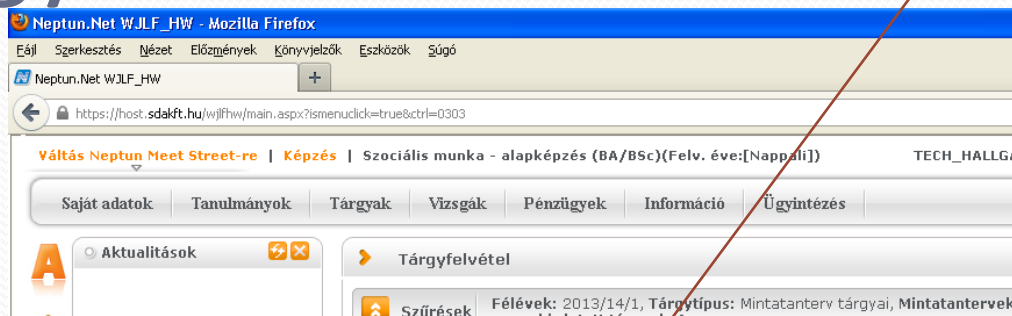 Neptun.Net WJLF_HW - Mozilla Firefox
Fájl Szerkesztés Nézet Előzmények Könyvjelzők Eszközök Súgó
Neptun.Net WJLF_HW +
https://host.sdakft.hu/wjlfhw/main.aspx?ismenuclick=true&ctrl=0303
Váltás Neptun Meet Street-re | Képzés | Szociális munka - alapképzés (BA/BSc)(Felv. éve:[Nappali]) TECH_HALLGA
Saját adatok Tanulmányok Tárgyak Vizsgák Pénzügyek Információ Ügyintézés
A Aktualitások Tárgyfelvétel
Szűrések Félévek: 2013/14/1, Tárgytípus: Mintatanterv tárgyai, Mintatantervek